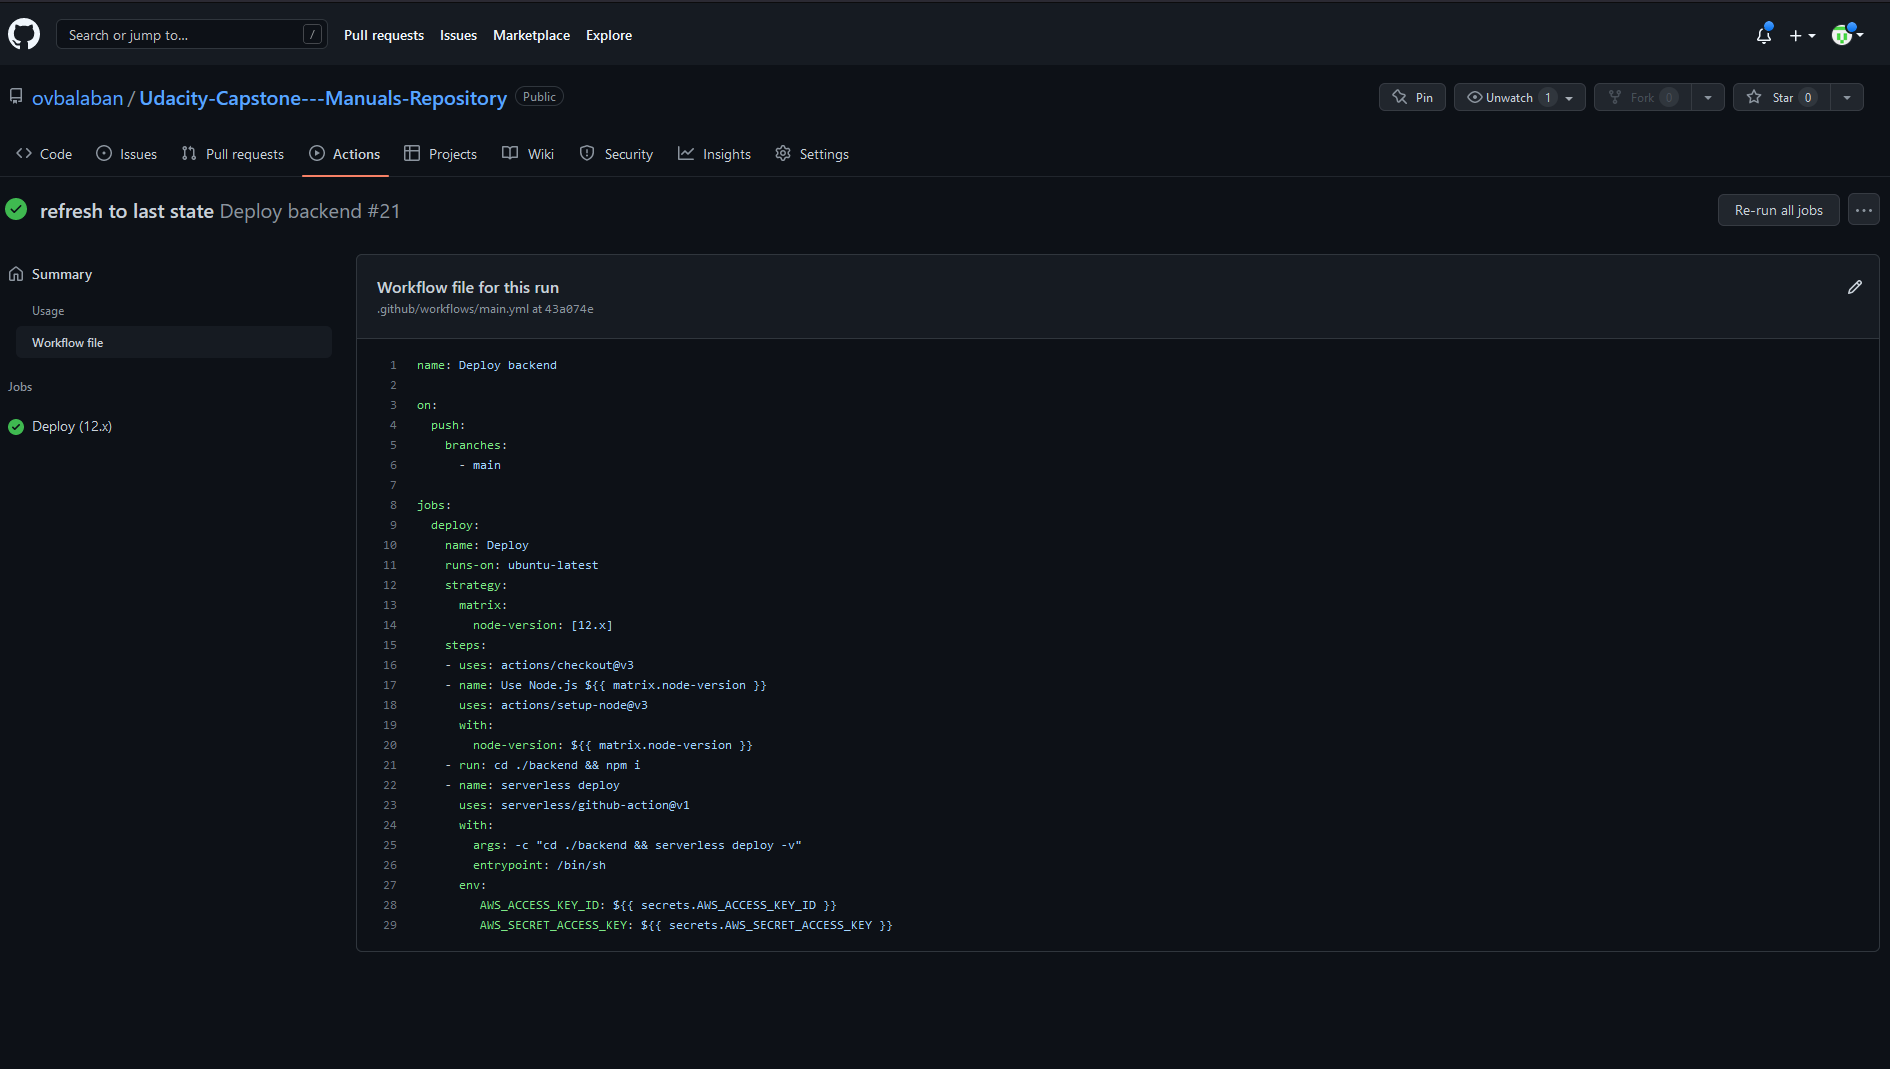 Search or jump to... /
Pull requests Issues Marketplace Explore
ovbalaban / Udacity-Capstone---Manuals-Repository Public
Pin Unwatch 1 Fork 0 Star 0
Code Issues Pull requests Actions Projects Wiki Security Insights Settings
refresh to last state Deploy backend #21
Re-run all jobs
Summary
Usage
Workflow file
Jobs
Deploy (12.x)
Workflow file for this run
.github/workflows/main.yml at 43a074e
1 name: Deploy backend
2
3 on:
4   push:
5     branches:
6       - main
7
8 jobs:
9   deploy:
10     name: Deploy
11     runs-on: ubuntu-latest
12     strategy:
13       matrix:
14         node-version: [12.x]
15     steps:
16     - uses: actions/checkout@v3
17     - name: Use Node.js ${{ matrix.node-version }}
18       uses: actions/setup-node@v3
19       with:
20         node-version: ${{ matrix.node-version }}
21     - run: cd ./backend && npm i
22     - name: serverless deploy
23       uses: serverless/github-action@v1
24       with:
25         args: -c "cd ./backend && serverless deploy -v"
26         entrypoint: /bin/sh
27       env:
28          AWS_ACCESS_KEY_ID: ${{ secrets.AWS_ACCESS_KEY_ID }}
29          AWS_SECRET_ACCESS_KEY: ${{ secrets.AWS_SECRET_ACCESS_KEY }}